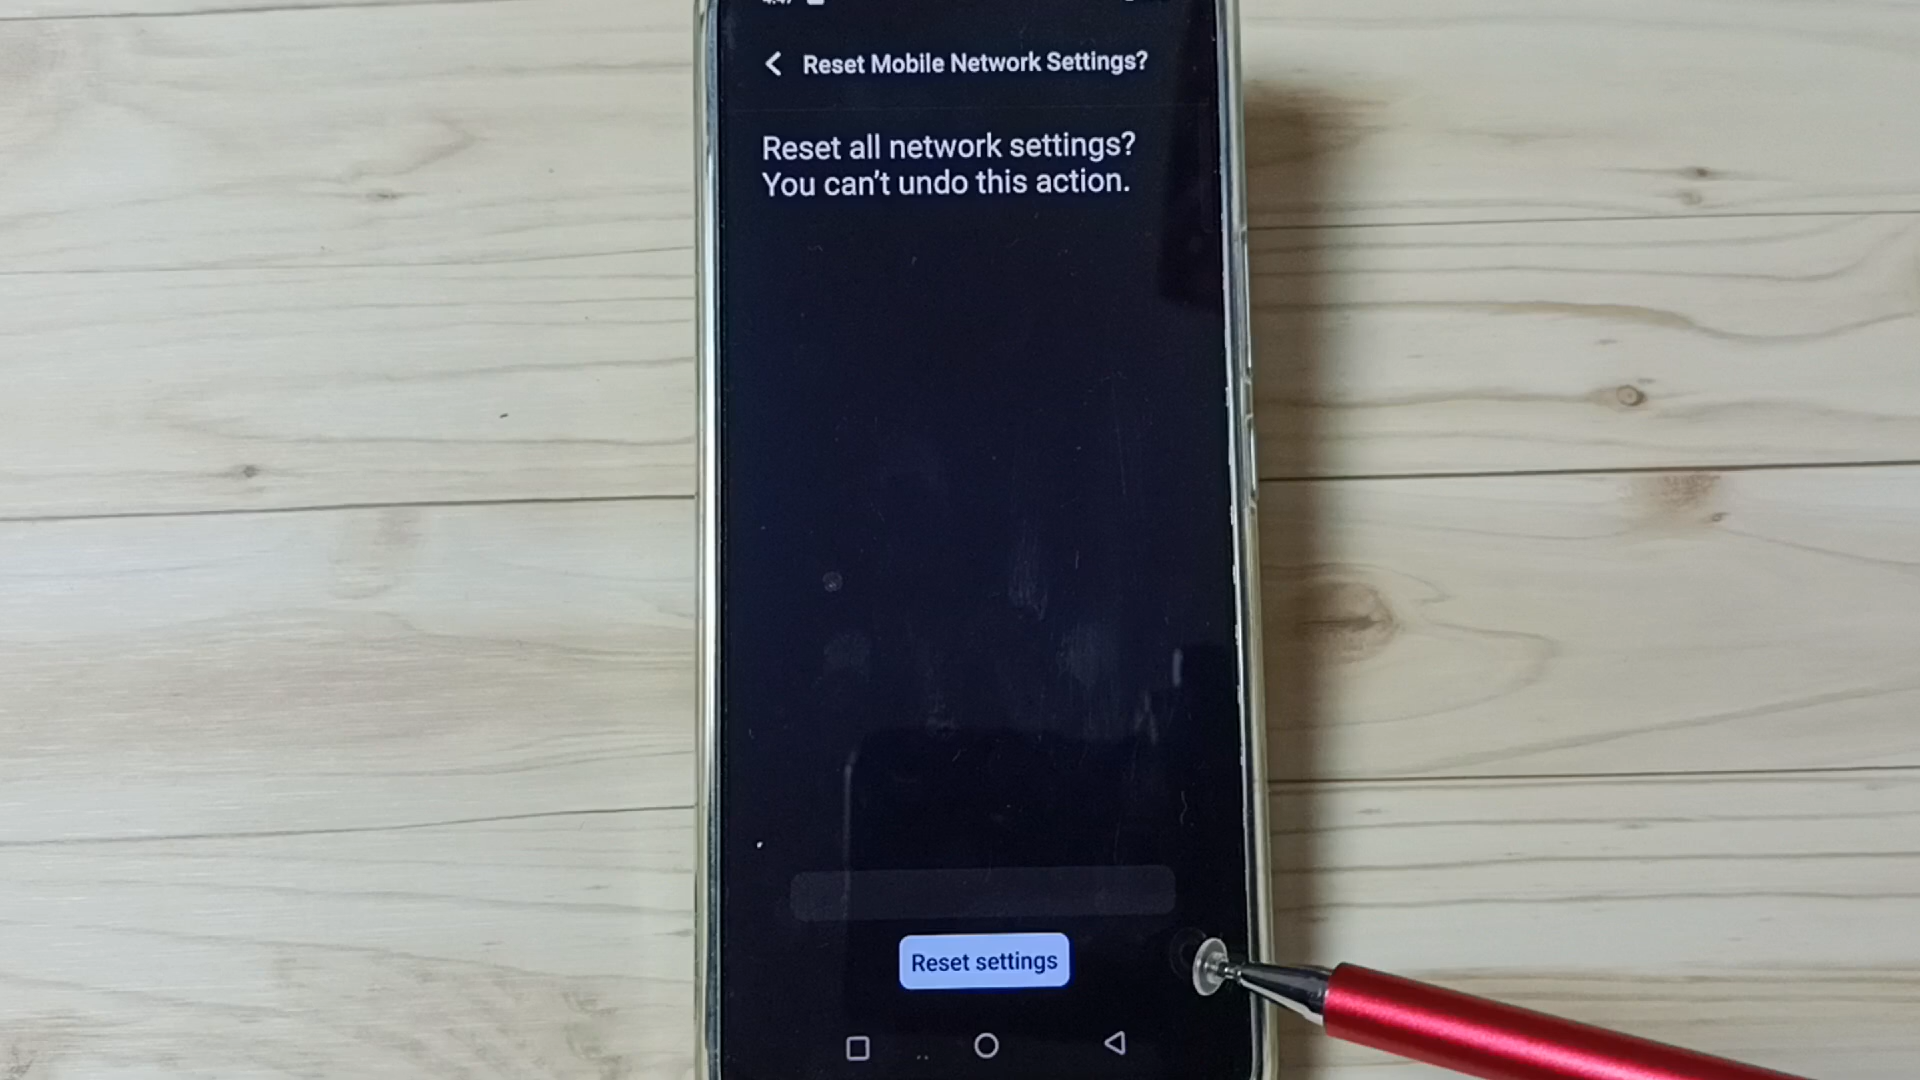 Reset Mobile Network Settings?
Reset all network settings?
You can't undo this action.
Reset settings